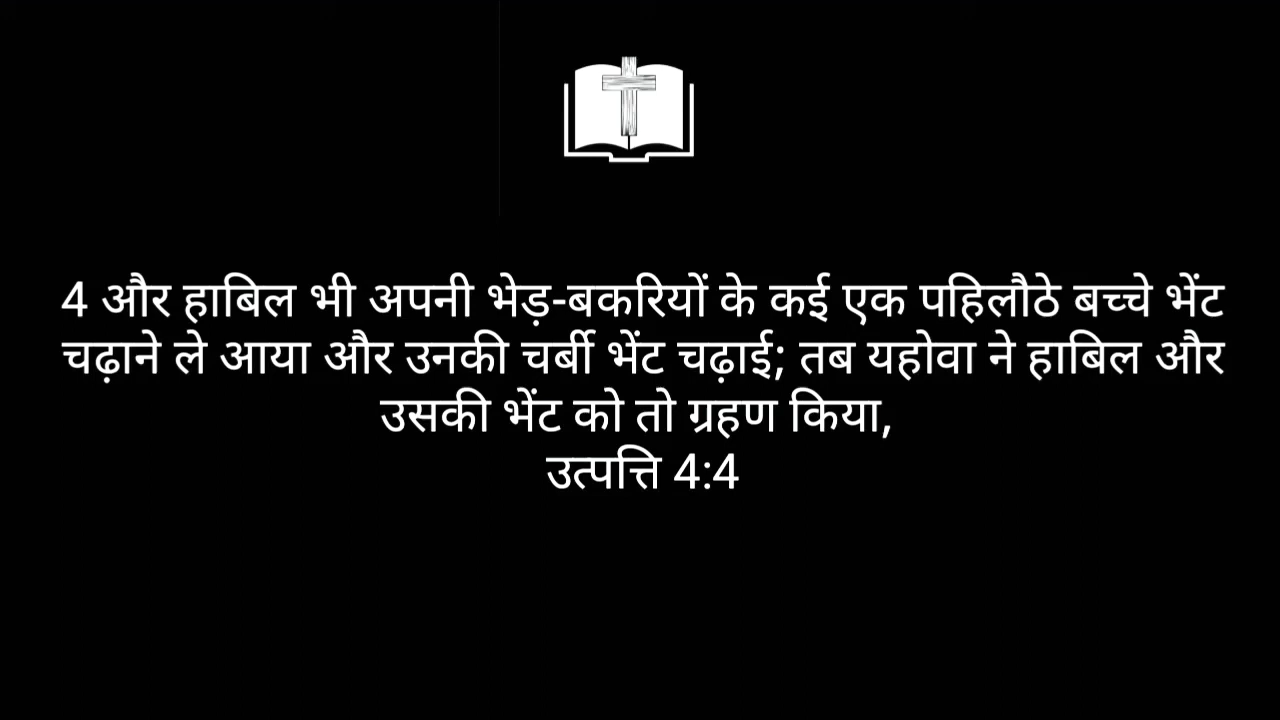 4 और हाबिल भी अपनी भेड़-बकरियों के कई एक पहिलौठे बच्चे भेंट
चढ़ाने ले आया और उनकी चर्बी भेंट चढ़ाई; तब यहोवा ने हाबिल और
उसकी भेंट को तो ग्रहण किया,
उत्पत्ति 4:4